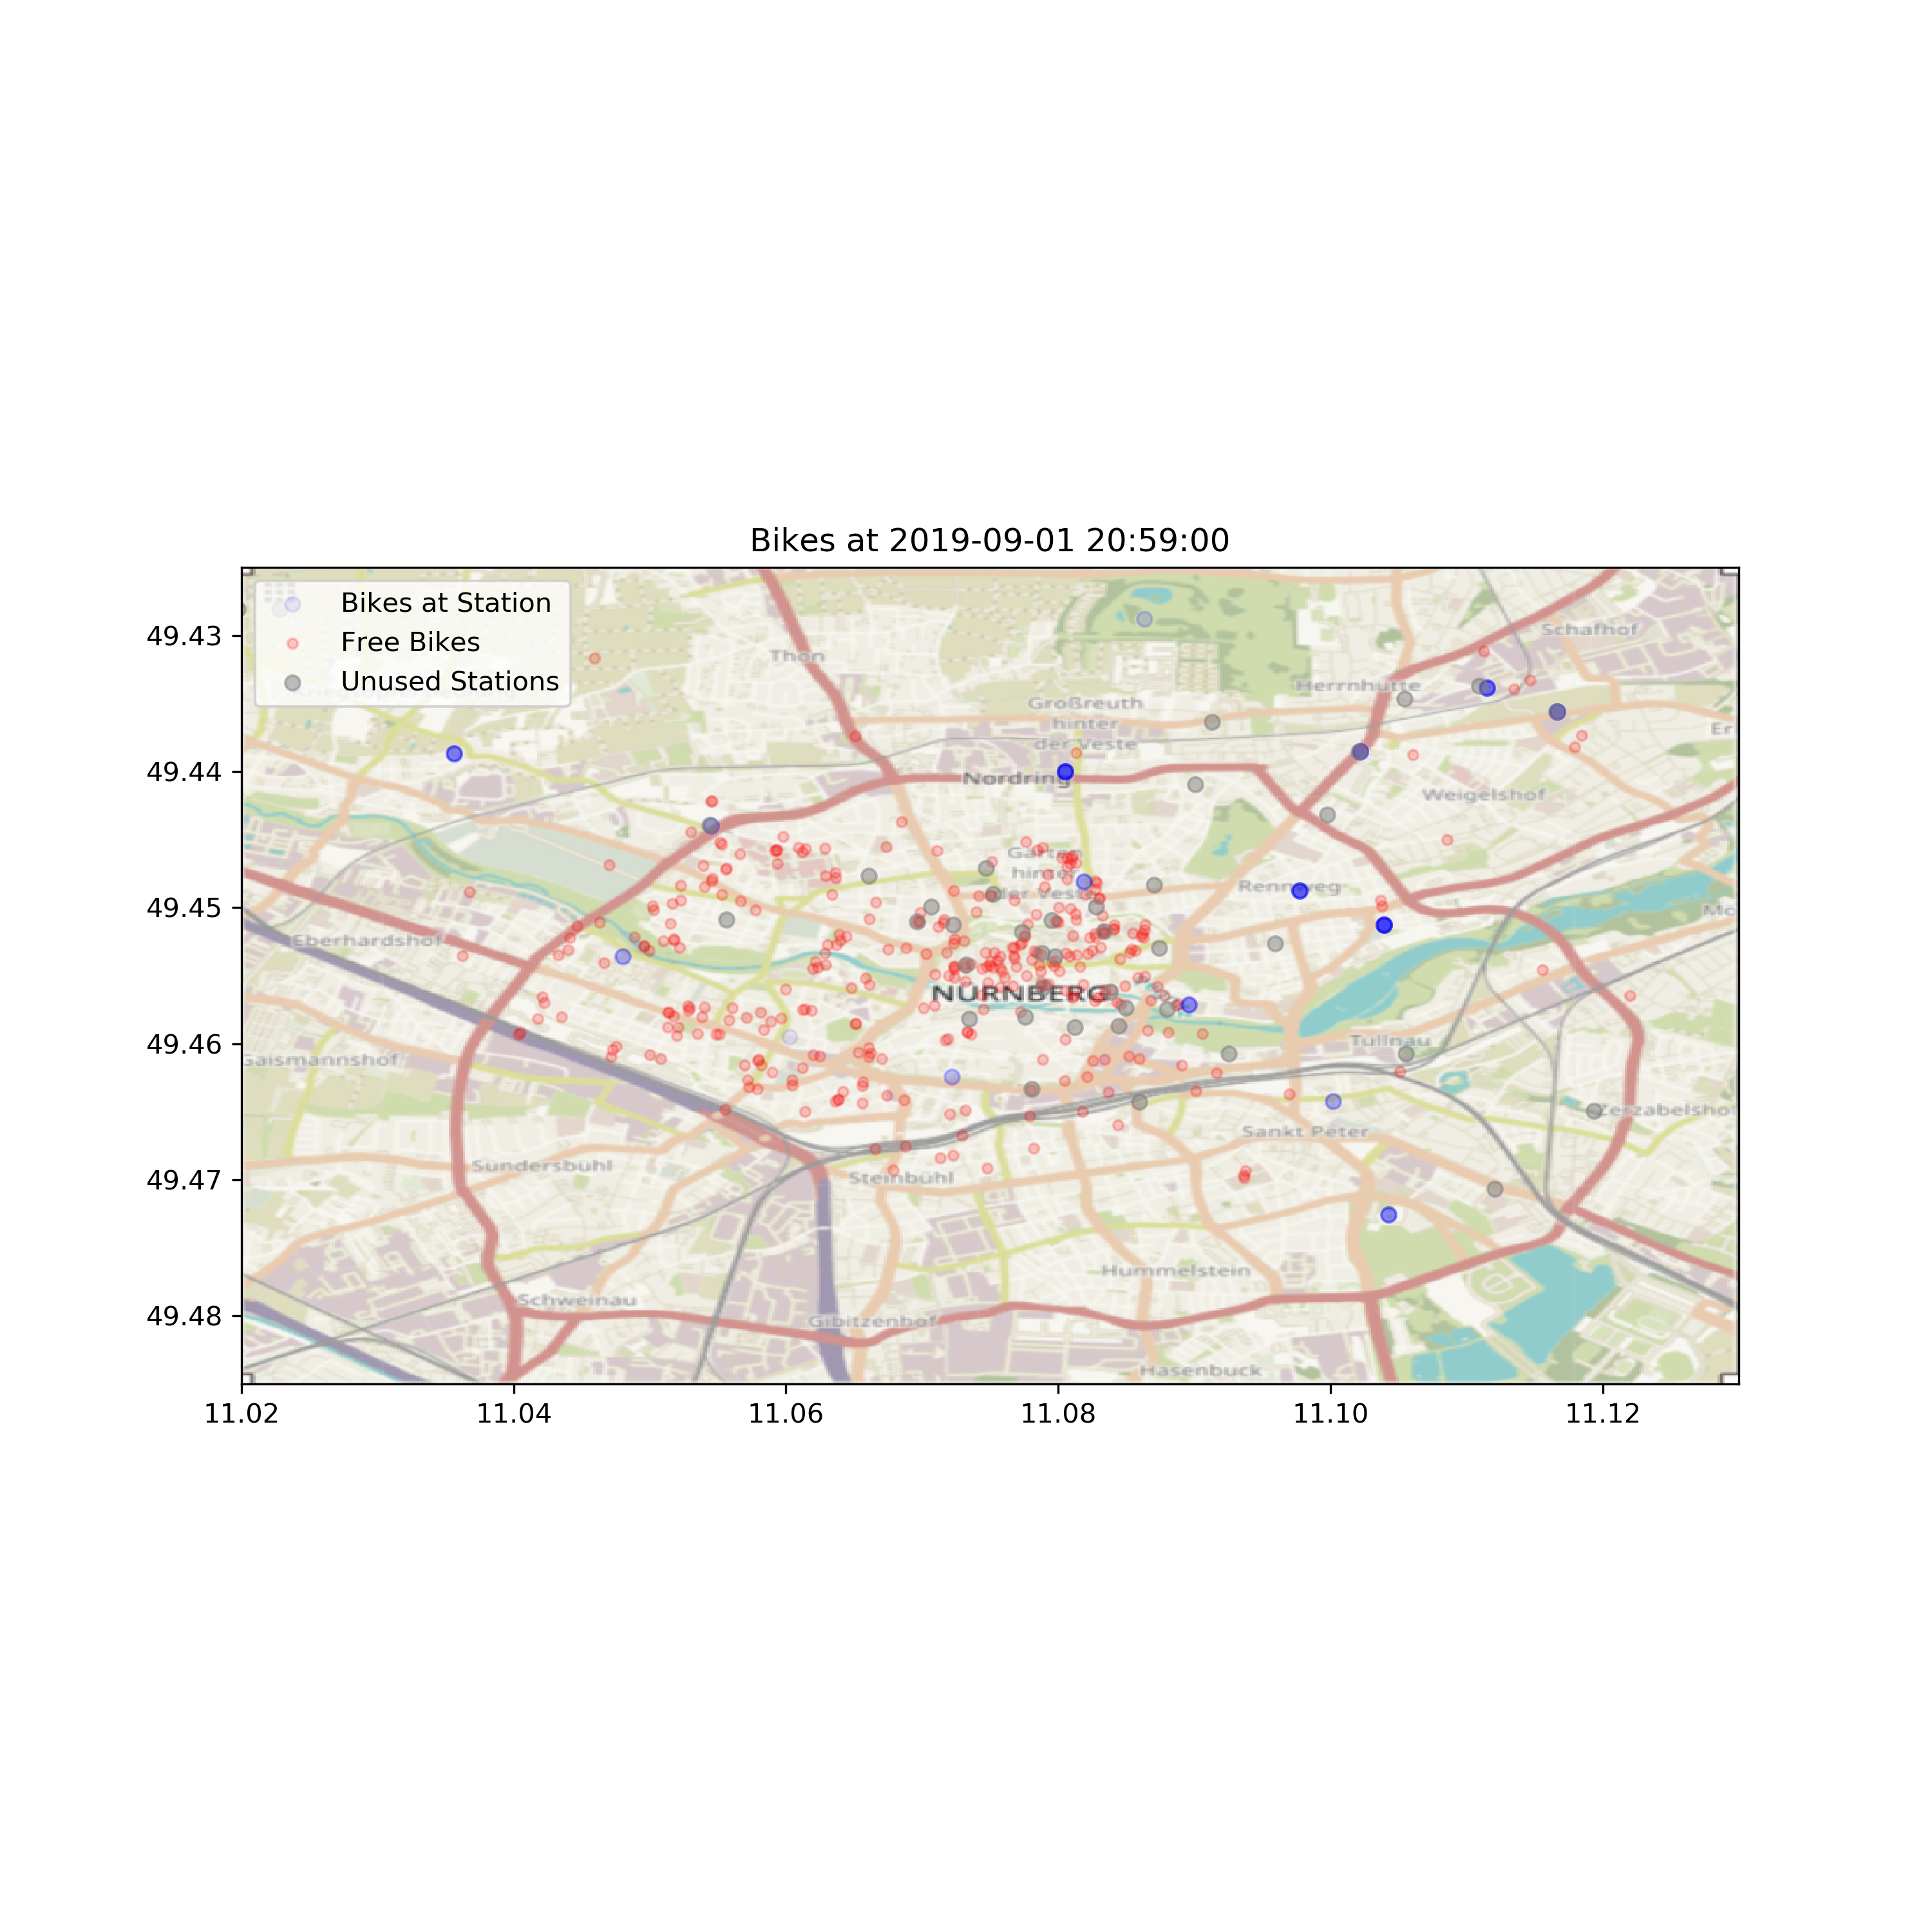 Bikes at 2019-09-01 20:59:00
Bikes at Station
Free Bikes
Unused Stations
49.43
49.44
49.45
49.46
49.47
49.48
11.02
11.04
11.06
11.08
11.10
11.12
Thon
Großreuth
hinter
der Veste
Schafhof
Herrnhütte
Er
Nordring
Weigelshof
Gärten
hinter
der Veste
Rennweg
Mö
Eberhardshof
NÜRNBERG
Gaismannshof
Tullnau
Zerzabelshof
Sankt Peter
Sündersbühl
Steinbühl
Hummelstein
Schweinau
Gibitzenhof
Hasenbuck